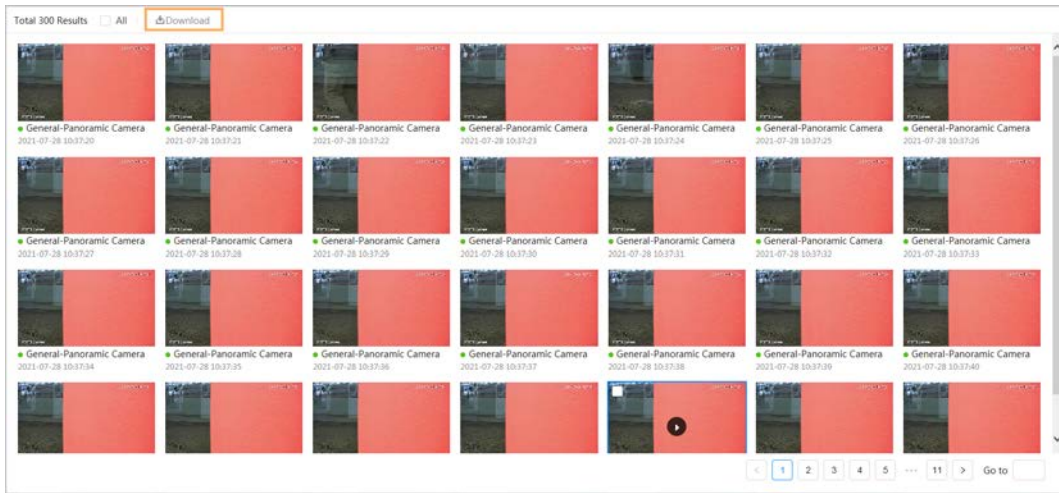 Total 300 Results All Download
General-Panoramic Camera General-Panoramic Camera General-Panoramic Camera General-Panoramic Camera General-Panoramic Camera General-Panoramic Camera General-Panoramic Camera
2021-07-28 10:37:20 2021-07-28 10:37:21 2021-07-28 10:37:22 2021-07-28 10:37:23 2021-07-28 10:37:24 2021-07-28 10:37:25 2021-07-28 10:37:26
General-Panoramic Camera General-Panoramic Camera General-Panoramic Camera General-Panoramic Camera General-Panoramic Camera General-Panoramic Camera General-Panoramic Camera
2021-07-28 10:37:27 2021-07-28 10:37:28 2021-07-28 10:37:29 2021-07-28 10:37:30 2021-07-28 10:37:31 2021-07-28 10:37:32 2021-07-28 10:37:33
General-Panoramic Camera General-Panoramic Camera General-Panoramic Camera General-Panoramic Camera General-Panoramic Camera General-Panoramic Camera General-Panoramic Camera
2021-07-28 10:37:34 2021-07-28 10:37:35 2021-07-28 10:37:36 2021-07-28 10:37:37 2021-07-28 10:37:38 2021-07-28 10:37:39 2021-07-28 10:37:40
< 1 2 3 4 5 ··· 11 > Go to